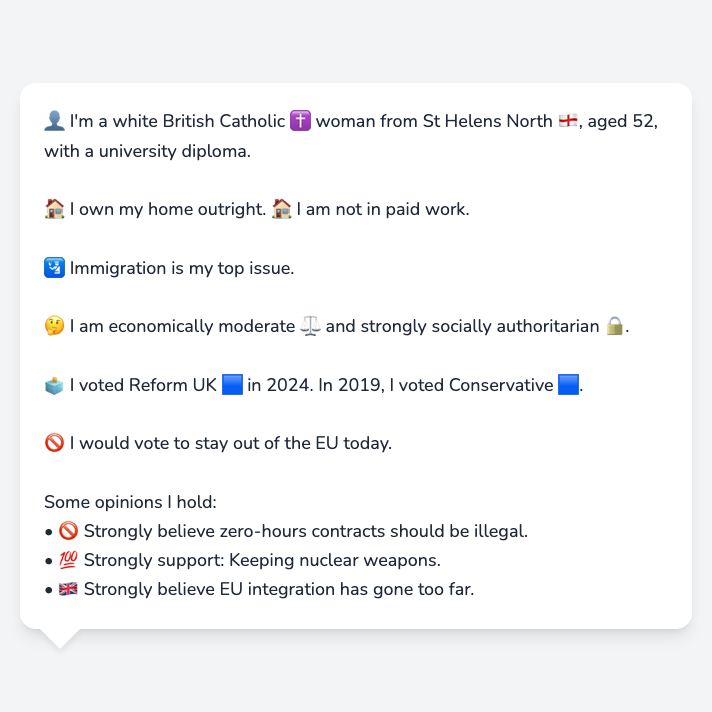 👤 I'm a white British Catholic ✝️ woman from St Helens North 🏴󠁧󠁢󠁥󠁮󠁧󠁿, aged 52,
with a university diploma.
🏠 I own my home outright. 🏠 I am not in paid work.
🛂 Immigration is my top issue.
🤔 I am economically moderate ⚖️ and strongly socially authoritarian 🔒.
🗳️ I voted Reform UK 🟦 in 2024. In 2019, I voted Conservative 🟦.
🚫 I would vote to stay out of the EU today.
Some opinions I hold:
• 🚫 Strongly believe zero-hours contracts should be illegal.
• 💯 Strongly support: Keeping nuclear weapons.
• 🇬🇧 Strongly believe EU integration has gone too far.